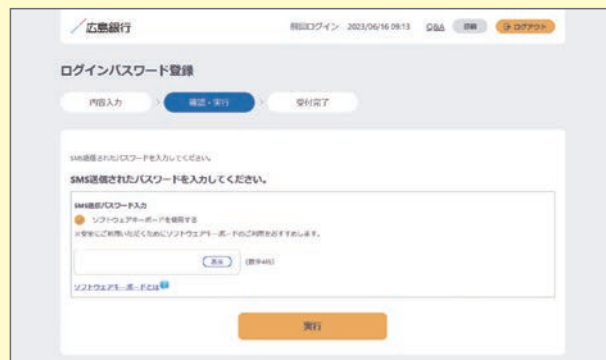 広島銀行
前回ログイン 2023/06/16 09:13 Q&A 印刷 ログアウト
ログインパスワード登録
内容入力 確認・実行 受付完了
SMS送信されたパスワードを入力してください。
SMS送信されたパスワードを入力してください。
SMS送信パスワード入力
ソフトウェアキーボードを使用する
※安全にご利用いただくためにソフトウェアキーボードのご利用をおすすめします。
表示 (数字4桁)
ソフトウェアキーボードとは
実行